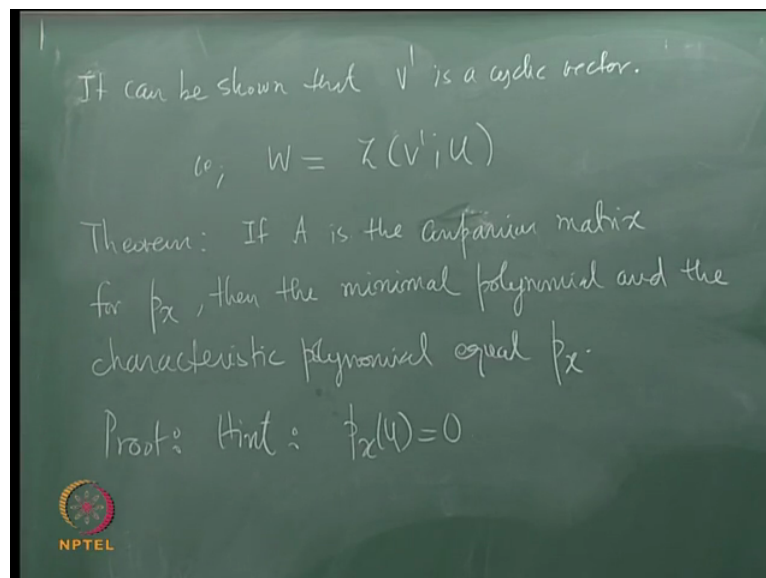 It can be shown that v' is a cyclic vector.
ie; W = Z(v'; U)
Theorem: If A is the companion matrix
for px, then the minimal polynomial and the
characteristic polynomial equal px.
Proof: Hint: px(U)=0
NPTEL